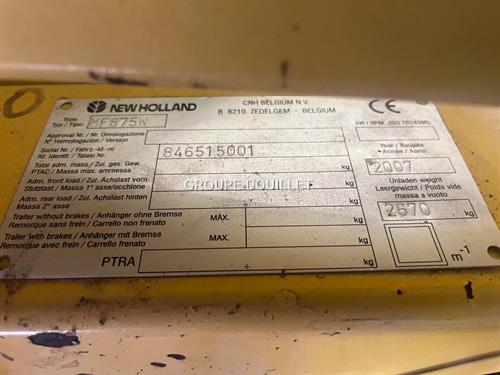 NEW HOLLAND
CNH BELGIUM N.V.
B 8210 ZEDELGEM - BELGIUM
CE
Type
Typ / Tipo: MF875W
kW / RPM
Approval Nr / Nr. Omologazione
N° Homologation / Version
Serial / Fahrz.-Id.-nr.
Nr. Identif. / Telaio Nr. 846515001
Year / Baujahr
Année / Anno
2007
Total adm. mass / Zul. ges. Gew.
PTAC / Massa max. ammessa kg
Adm. front load / Zul. Achslast vorn
Stutzlast / Massa 1° asse/occhione kg
GROUPE DOUILLET
Unladen weight
Leergewicht / Poids vide
massa a vuoto
2670 kg
Adm. rear load / Zul. Achslast hinten
Massa 2° asse kg
Trailer without brakes / Anhänger ohne Bremse
Remorque sans frein / Carrello non frenato MAX. kg
Trailer with brakes / Anhänger mit Bremse
Remorque avec frein / Carrello frenato MAX. kg
PTRA kg
m-1